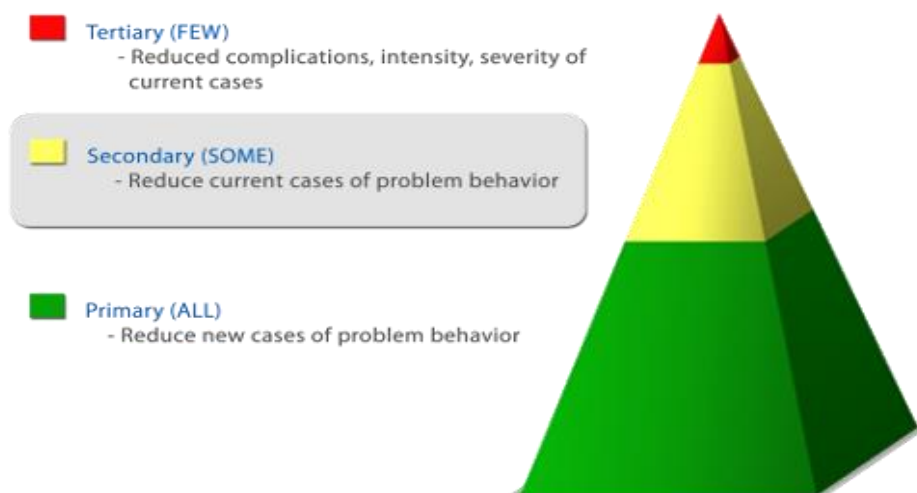 Tertiary (FEW)
- Reduced complications, intensity, severity of
current cases
Secondary (SOME)
- Reduce current cases of problem behavior
Primary (ALL)
- Reduce new cases of problem behavior